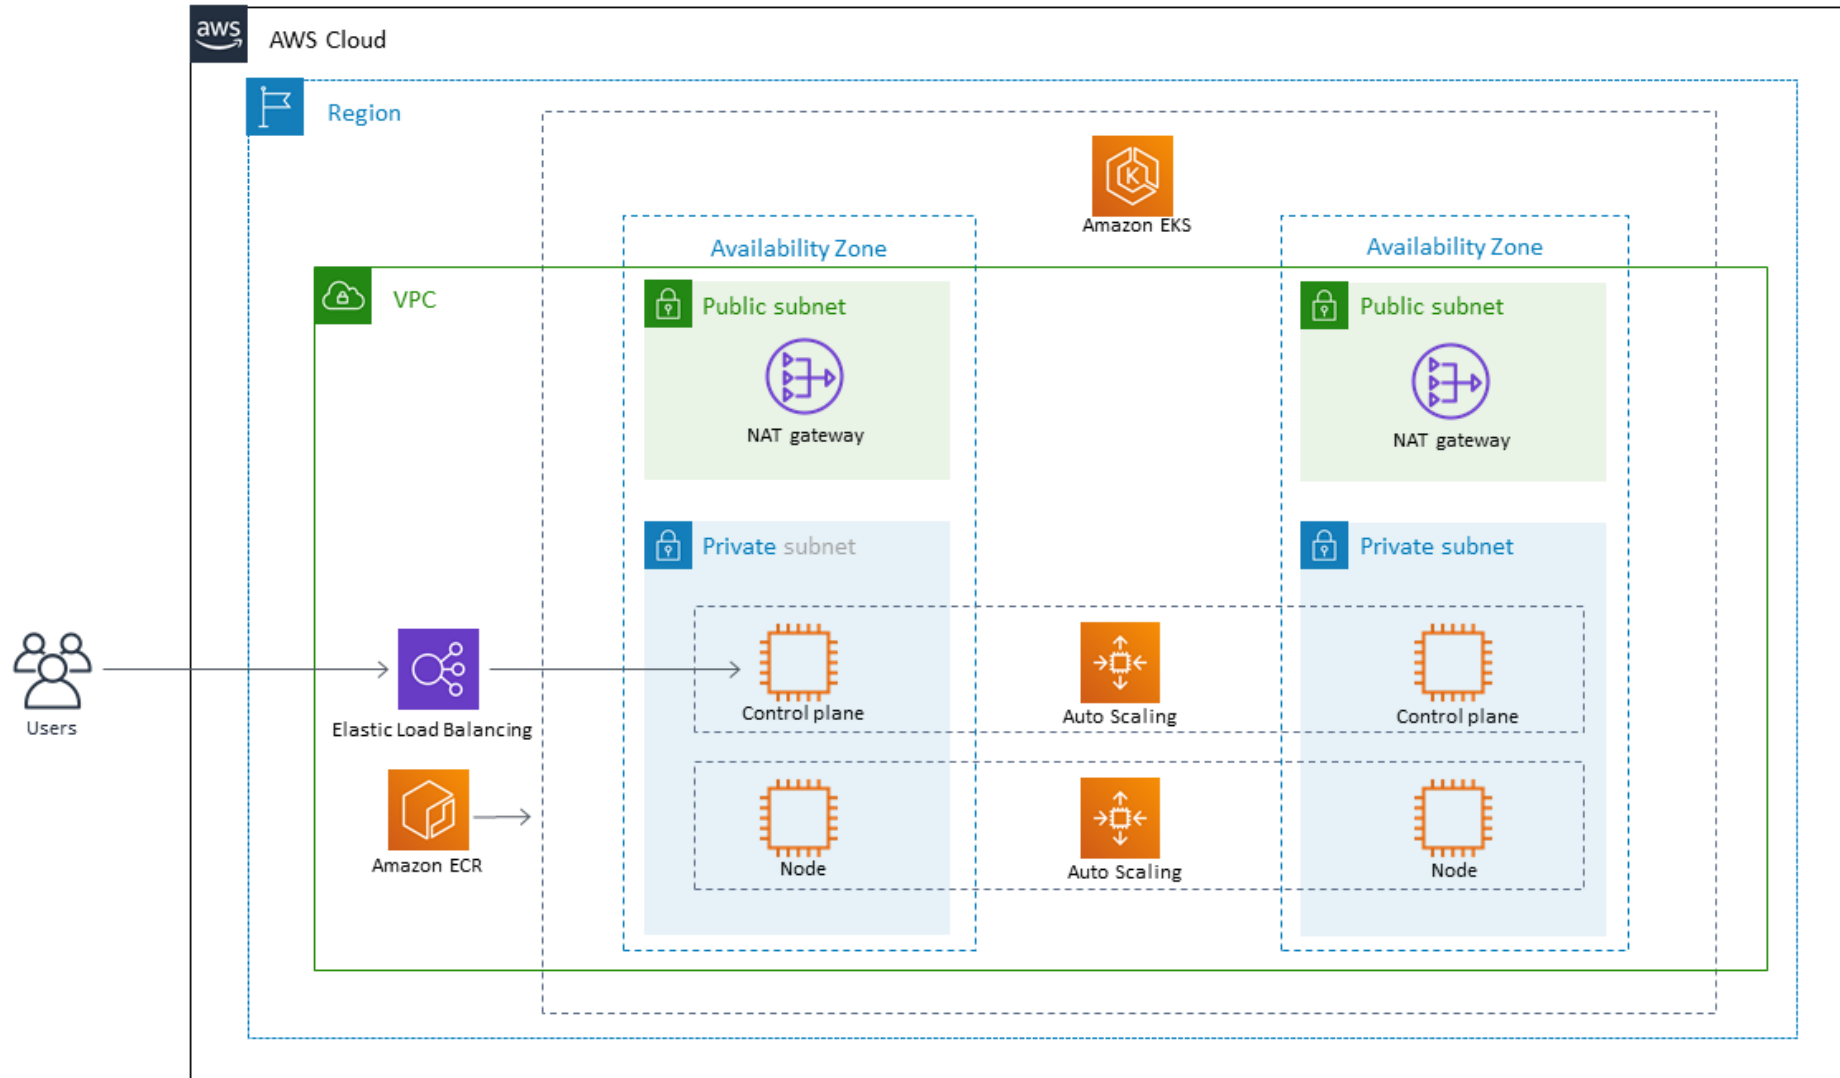 aws
AWS Cloud
Region
K
Amazon EKS
Availability Zone
Availability Zone
VPC
Public subnet
Public subnet
NAT gateway
NAT gateway
Private subnet
Private subnet
Users
Elastic Load Balancing
Control plane
Auto Scaling
Control plane
Amazon ECR
Node
Auto Scaling
Node